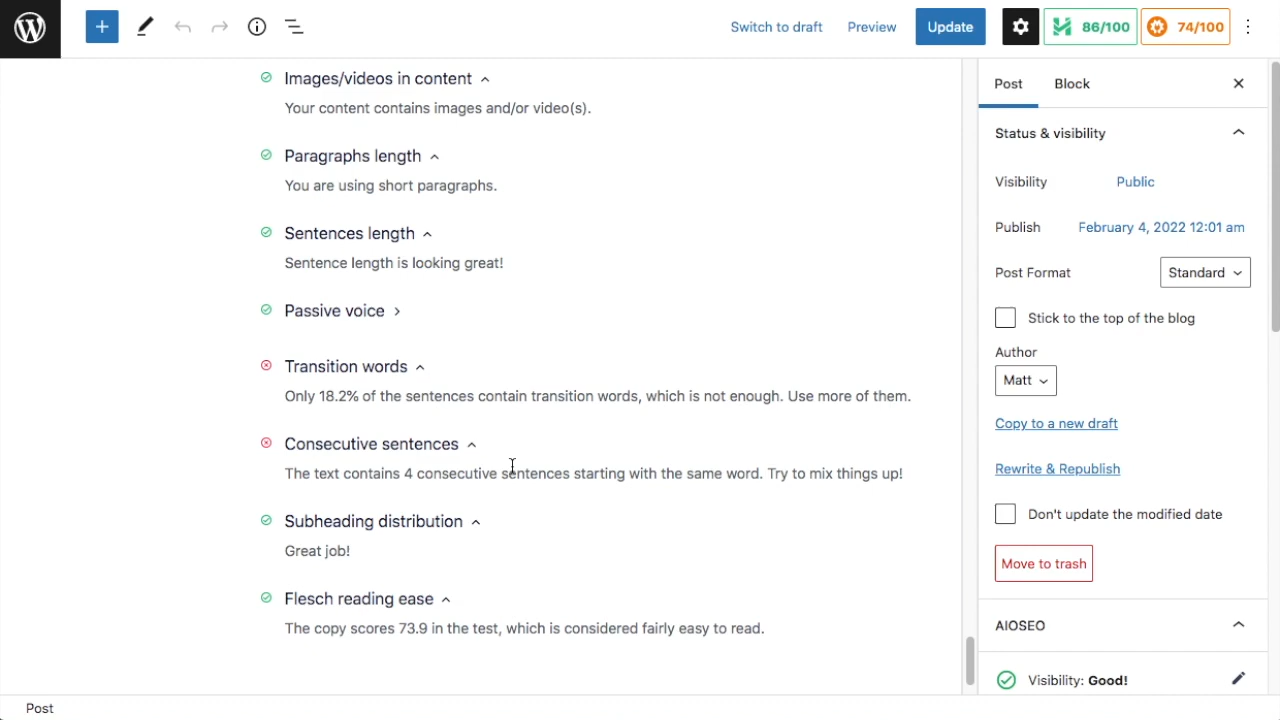 Switch to draft
Preview
Update
86/100
74/100
Images/videos in content
Your content contains images and/or video(s).
Paragraphs length
You are using short paragraphs.
Sentences length
Sentence length is looking great!
Passive voice
Transition words
Only 18.2% of the sentences contain transition words, which is not enough. Use more of them.
Consecutive sentences
The text contains 4 consecutive sentences starting with the same word. Try to mix things up!
Subheading distribution
Great job!
Flesch reading ease
The copy scores 73.9 in the test, which is considered fairly easy to read.
Post
Block
Status & visibility
Visibility
Public
Publish
February 4, 2022 12:01 am
Post Format
Standard
Stick to the top of the blog
Author
Matt
Copy to a new draft
Rewrite & Republish
Don't update the modified date
Move to trash
AIOSEO
Visibility: Good!
Post